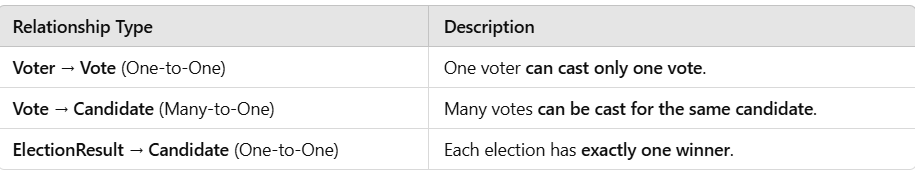 Relationship Type Description
Voter → Vote (One-to-One) One voter can cast only one vote.
Vote → Candidate (Many-to-One) Many votes can be cast for the same candidate.
ElectionResult → Candidate (One-to-One) Each election has exactly one winner.